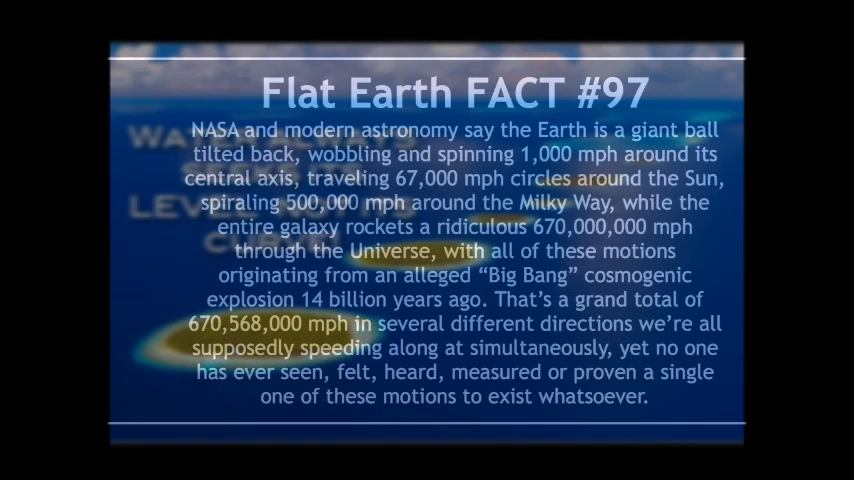 Flat Earth FACT #97
NASA and modern astronomy say the Earth is a giant ball
tilted back, wobbling and spinning 1,000 mph around its
central axis, traveling 67,000 mph circles around the Sun,
spiraling 500,000 mph around the Milky Way, while the
entire galaxy rockets a ridiculous 670,000,000 mph
through the Universe, with all of these motions
originating from an alleged “Big Bang” cosmogenic
explosion 14 billion years ago. That’s a grand total of
670,568,000 mph in several different directions we’re all
supposedly speeding along at simultaneously, yet no one
has ever seen, felt, heard, measured or proven a single
one of these motions to exist whatsoever.
WATER ALWAYS
LEVEL